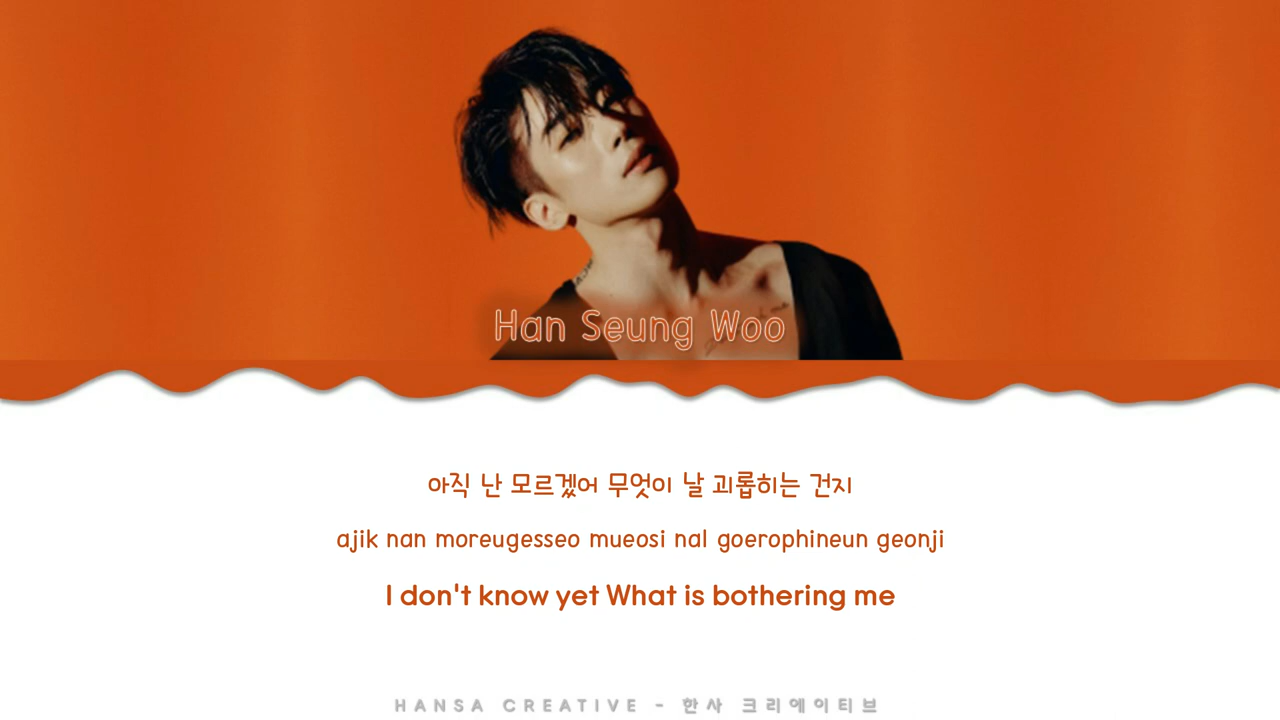 Han Seung Woo
아직 난 모르겠어 무엇이 날 괴롭히는 건지
ajik nan moreugesseo mueosi nal goerophineun geonji
I don't know yet What is bothering me
HANSA CREATIVE - 한사 크리에이티브